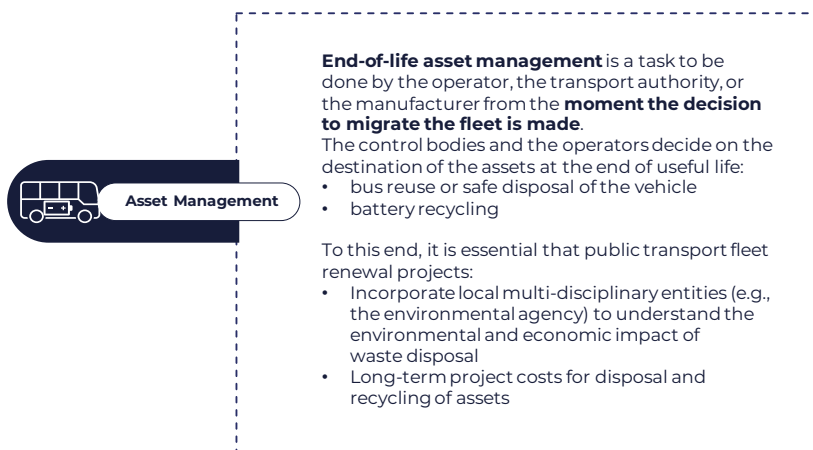 End-of-life asset management is a task to be
done by the operator, the transport authority, or
the manufacturer from the moment the decision
to migrate the fleet is made.
The control bodies and the operators decide on the
destination of the assets at the end of useful life:
• bus reuse or safe disposal of the vehicle
• battery recycling
Asset Management
To this end, it is essential that public transport fleet
renewal projects:
• Incorporate local multi-disciplinary entities (e.g.,
the environmental agency) to understand the
environmental and economic impact of
waste disposal
• Long-term project costs for disposal and
recycling of assets